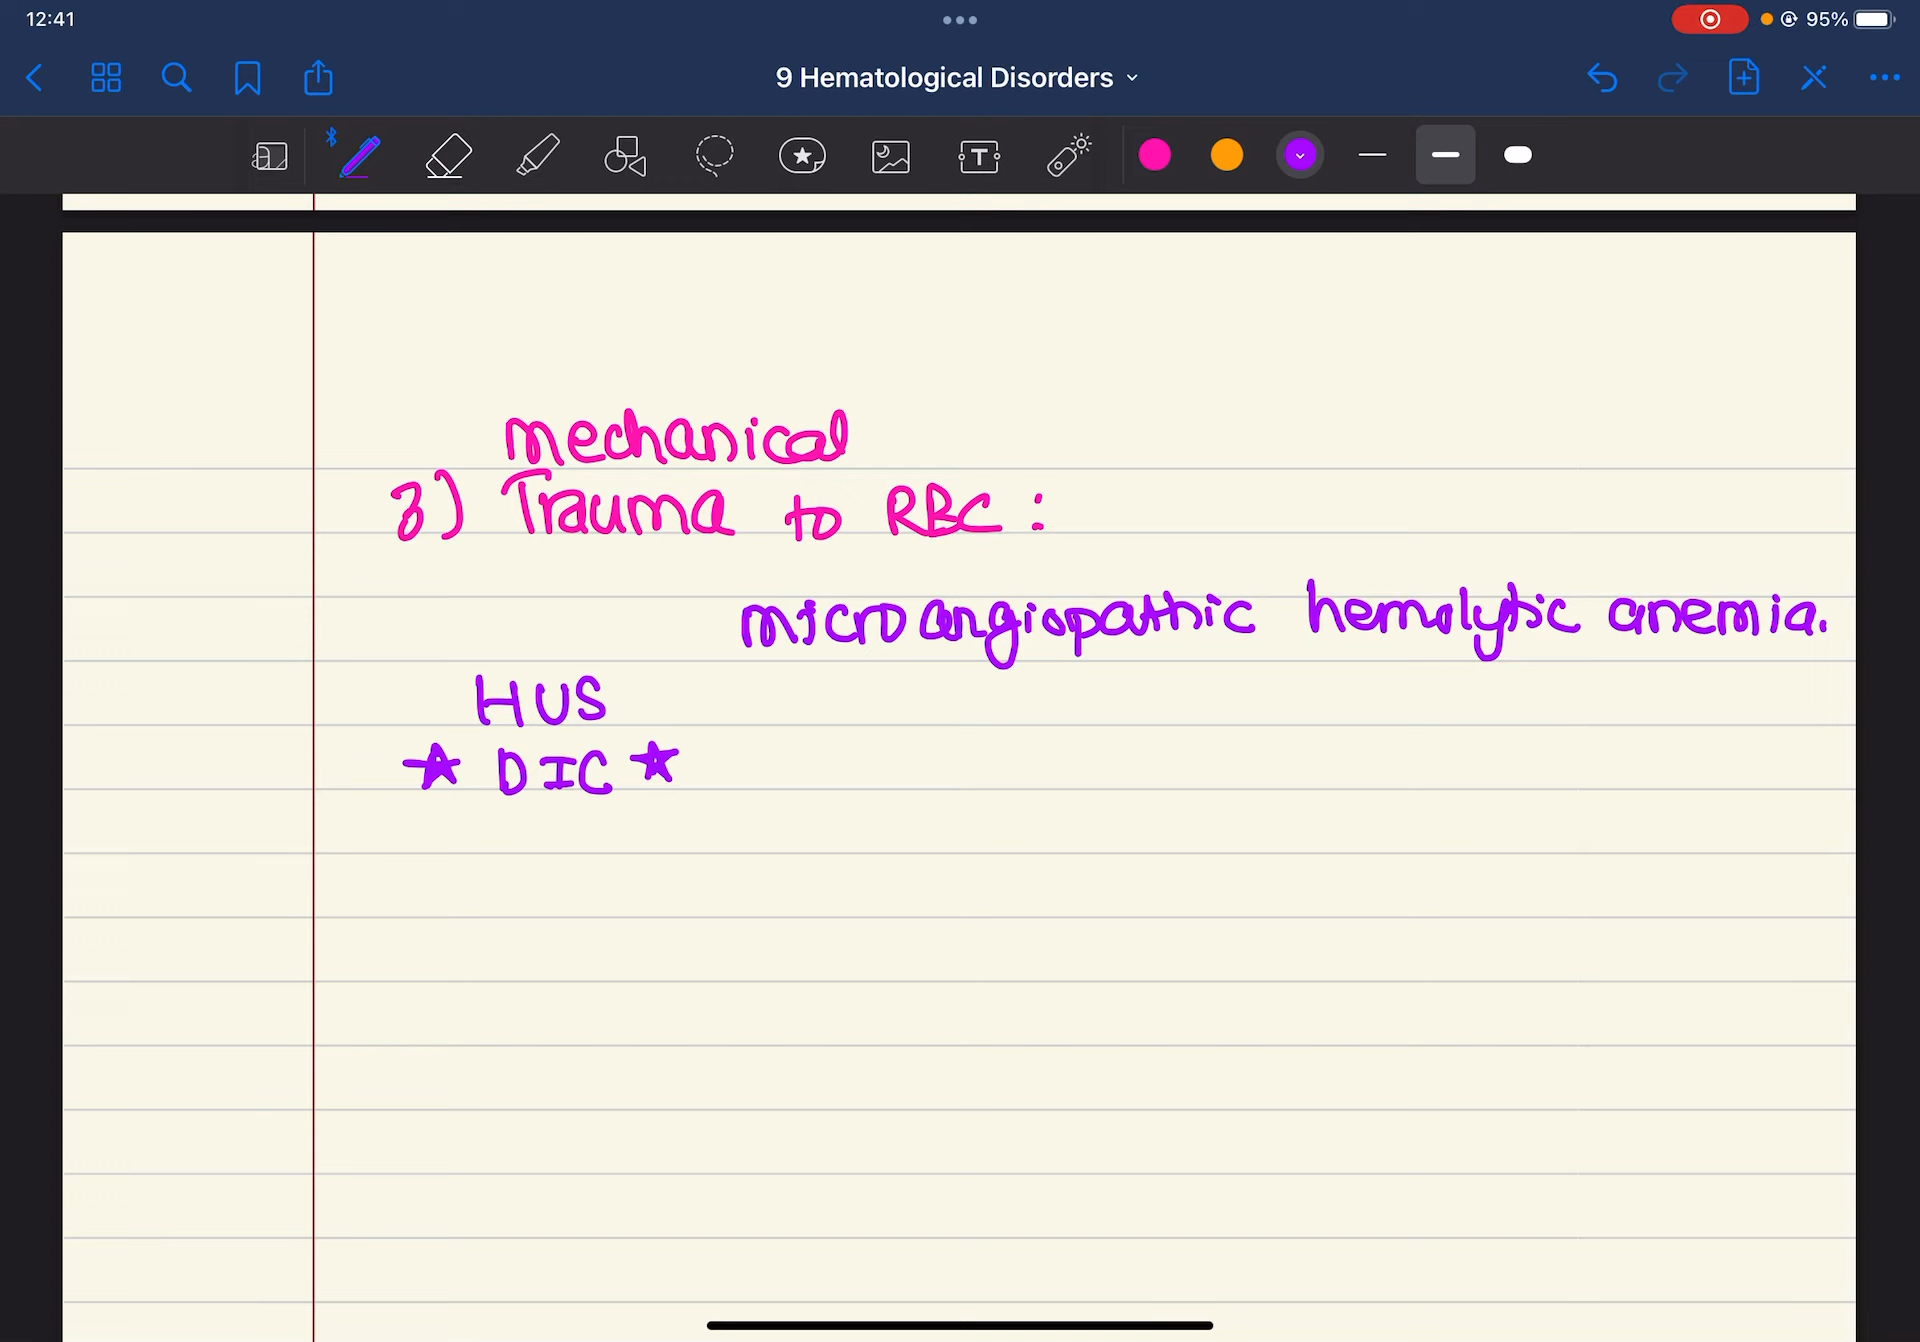 12:41
95%
9 Hematological Disorders
T
mechanical
3) Trauma to RBC :
microangiopathic hemolytic anemia.
HUS
★ DIC ★